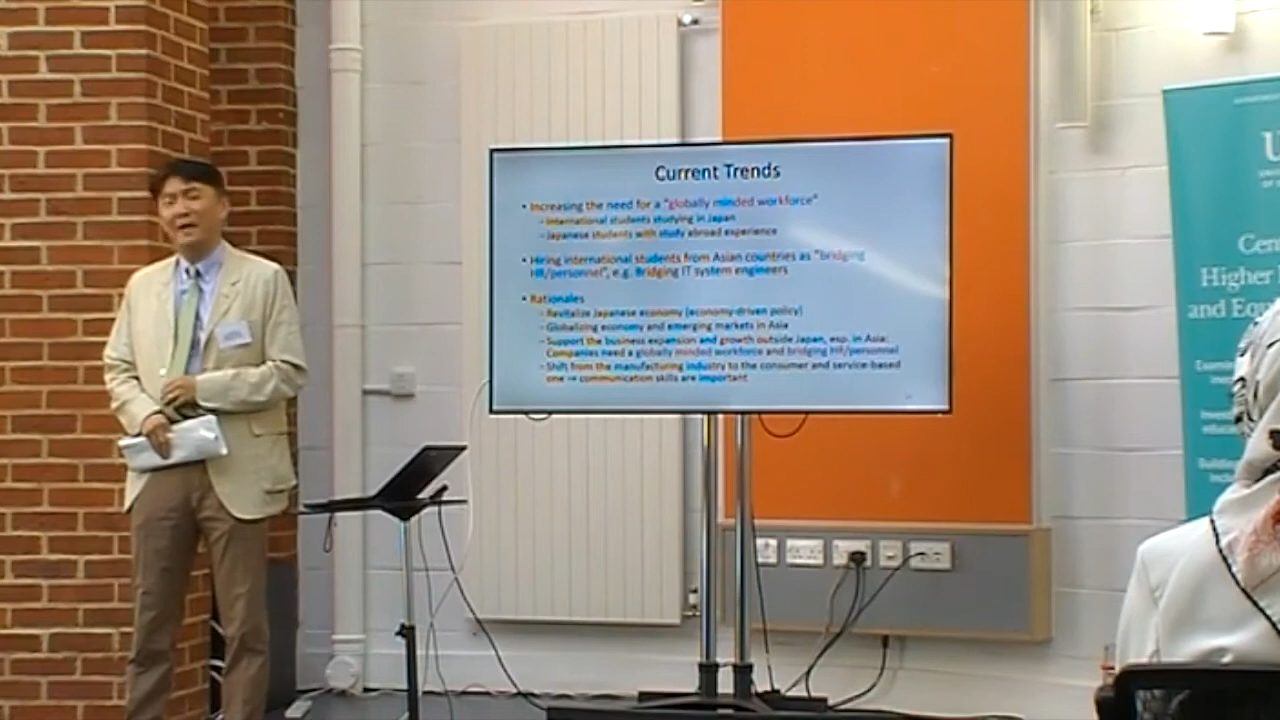 Current Trends
• Increasing the need for a "globally minded workforce"
– International students studying in Japan
– Japanese students with study abroad experience
• Hiring international students from Asian countries as "bridging
HR/personnel", e.g. Bridging IT system engineers
• Rationales
– Revitalize Japanese economy (economy-driven policy)
– Globalizing economy and emerging markets in Asia
– Support the business expansion and growth outside Japan, esp. in Asia:
Companies need a globally minded workforce and bridging HR/personnel
– Shift from the manufacturing industry to the consumer and service-based
one → communication skills are important
U
Cen
Higher
and Equ